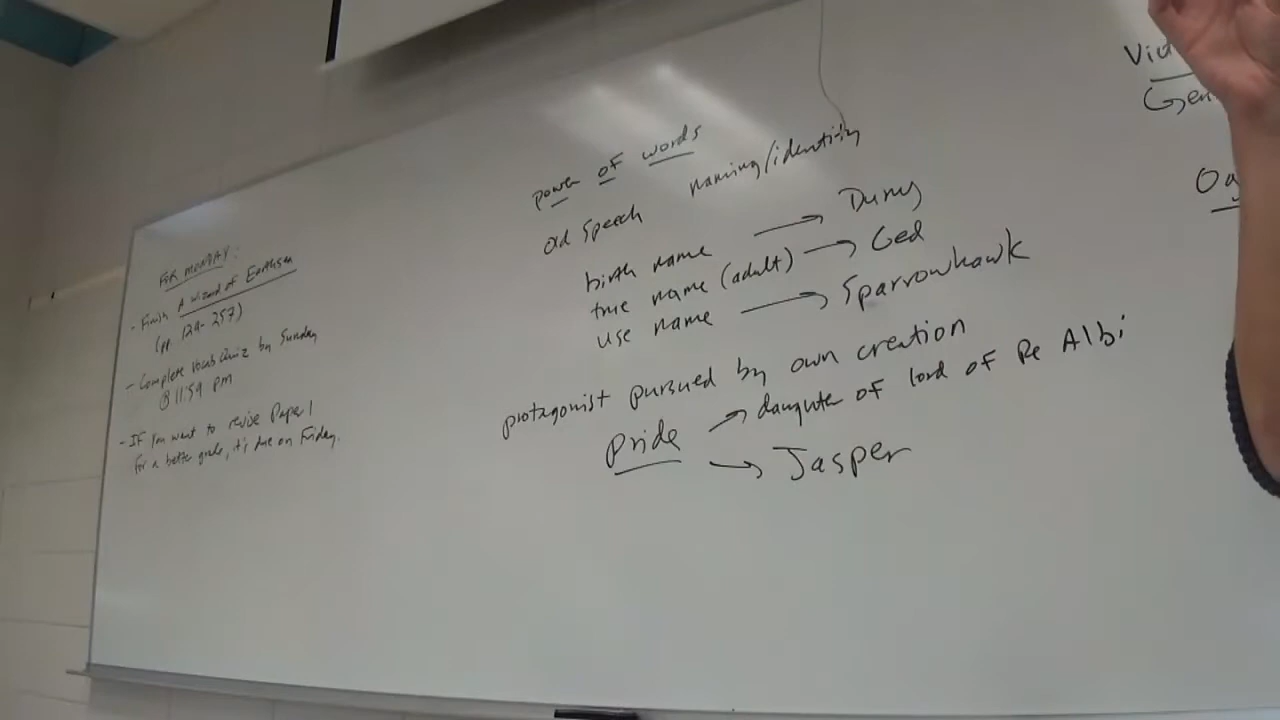 FOR MONDAY:
- Finish A Wizard of Earthsea
(pp 129-257)
- Complete Vocab Quiz by Sunday
@ 11:59 pm
- IF you want to revise Paper 1
for a better grade, it's due on Friday.
power of words
old speech naming/identity
birth name → Duny
true name (adult) → Ged
use name → Sparrowhawk
protagonist pursued by own creation
pride → daughter of lord of Re Albi
→ Jasper